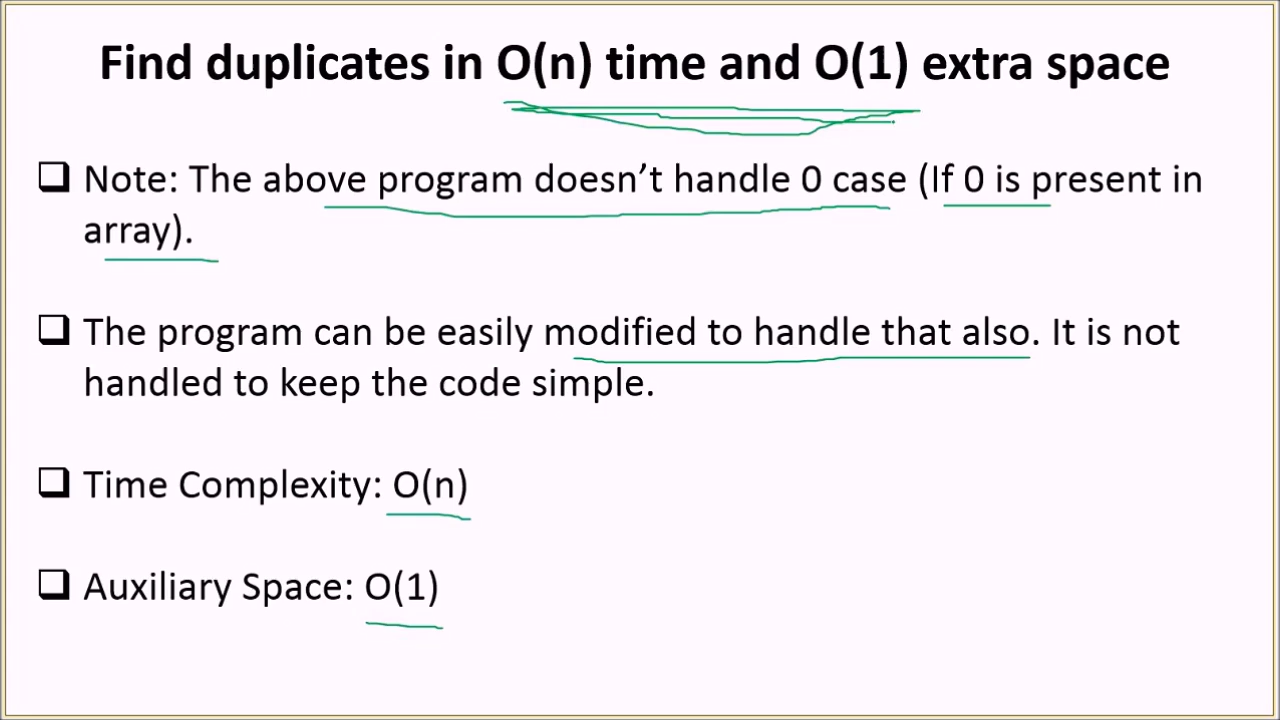 Find duplicates in O(n) time and O(1) extra space
Note: The above program doesn’t handle 0 case (If 0 is present in
array).
The program can be easily modified to handle that also. It is not
handled to keep the code simple.
Time Complexity: O(n)
Auxiliary Space: O(1)